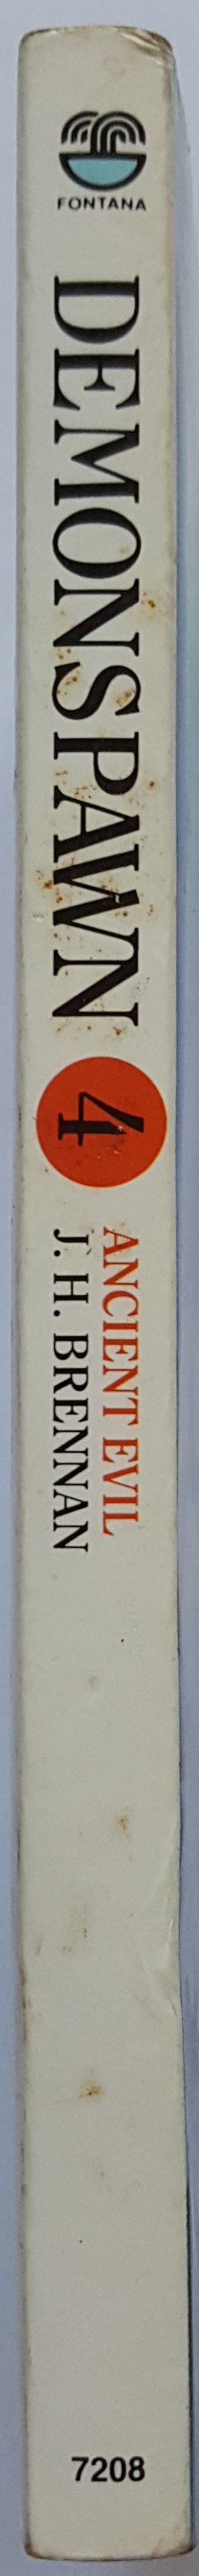 FONTANA
DEMONSPAWN
4
ANCIENT EVIL
J. H. BRENNAN
7208